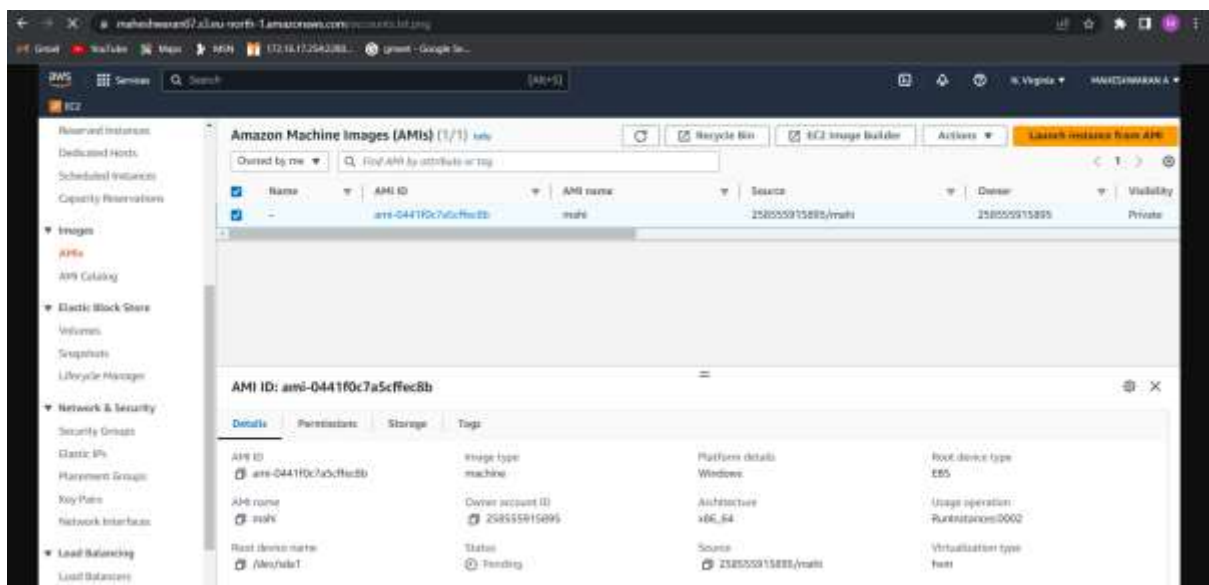 Gmail YouTube Maps MSN
aws Services Search [Alt+S] N. Virginia MAHESHWARAN A
EC2
Reserved Instances
Dedicated Hosts
Scheduled Instances
Capacity Reservations
Images
AMIs
AMI Catalog
Elastic Block Store
Volumes
Snapshots
Lifecycle Manager
Network & Security
Security Groups
Elastic IPs
Placement Groups
Key Pairs
Network Interfaces
Load Balancing
Load Balancers
Amazon Machine Images (AMIs) (1/1) Info
Recycle Bin EC2 Image Builder Actions Launch instance from AMI
Owned by me Find AMI by attribute or tag 1
Name AMI ID AMI name Source Owner Visibility
– ami-0441f0c7a5cffec8b mahi 258555915895/mahi 258555915895 Private
AMI ID: ami-0441f0c7a5cffec8b
Details Permissions Storage Tags
AMI ID Image type Platform details Root device type
ami-0441f0c7a5cffec8b machine Windows EBS
AMI name Owner account ID Architecture Usage operation
mahi 258555915895 x86_64 RunInstances:0002
Root device name Status Source Virtualization type
/dev/sda1 Pending 258555915895/mahi hvm